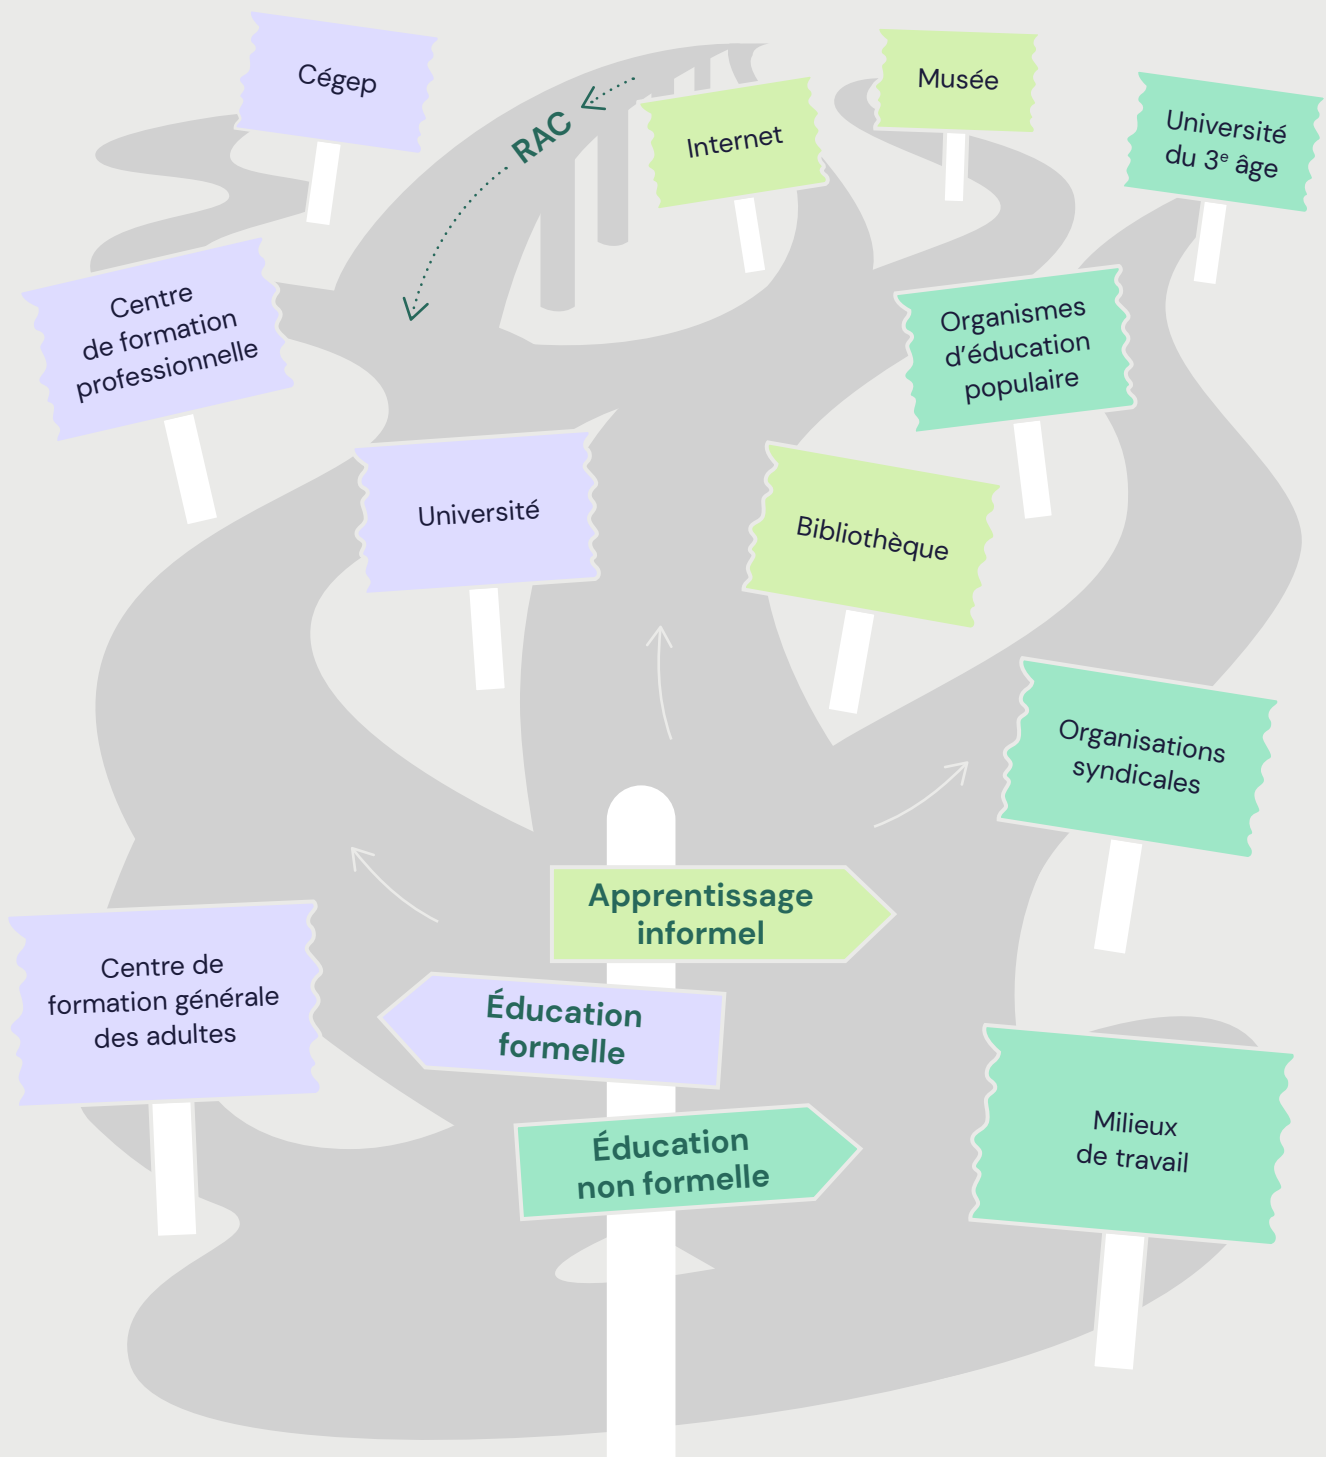 Cégep
Musée
Internet
Université
du 3e âge
RAC
Centre
de formation
professionnelle
Organismes
d'éducation
populaire
Université
Bibliothèque
Organisations
syndicales
Apprentissage
informel
Centre de
formation générale
des adultes
Éducation
formelle
Éducation
non formelle
Milieux
de travail